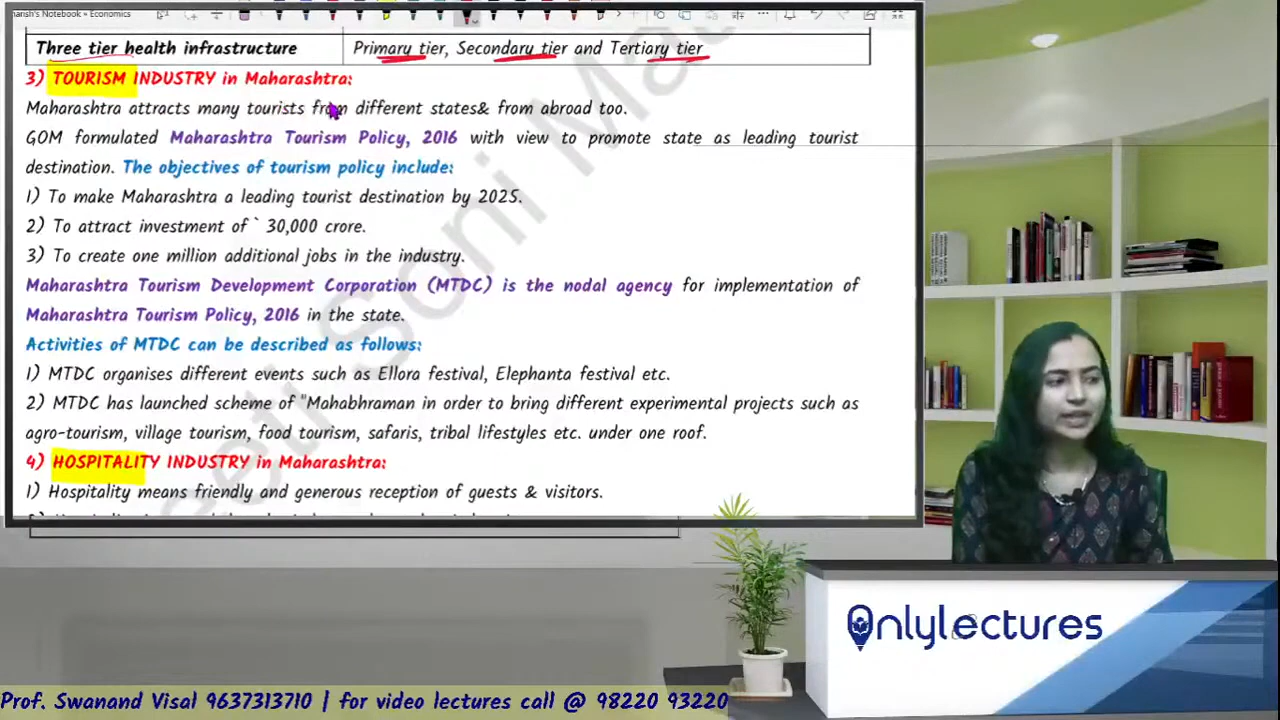 arish's Notebook » Economics
Three tier health infrastructure Primary tier, Secondary tier and Tertiary tier
3) TOURISM INDUSTRY in Maharashtra:
Maharashtra attracts many tourists from different states& from abroad too.
GOM formulated Maharashtra Tourism Policy, 2016 with view to promote state as leading tourist
destination. The objectives of tourism policy include:
1) To make Maharashtra a leading tourist destination by 2025.
2) To attract investment of ` 30,000 crore.
3) To create one million additional jobs in the industry.
Maharashtra Tourism Development Corporation (MTDC) is the nodal agency for implementation of
Maharashtra Tourism Policy, 2016 in the state.
Activities of MTDC can be described as follows:
1) MTDC organises different events such as Ellora festival, Elephanta festival etc.
2) MTDC has launched scheme of "Mahabhraman in order to bring different experimental projects such as
agro-tourism, village tourism, food tourism, safaris, tribal lifestyles etc. under one roof.
4) HOSPITALITY INDUSTRY in Maharashtra:
1) Hospitality means friendly and generous reception of guests & visitors.
Onlylectures
Prof. Swanand Visal 9637313710 | for video lectures call @ 98220 93220